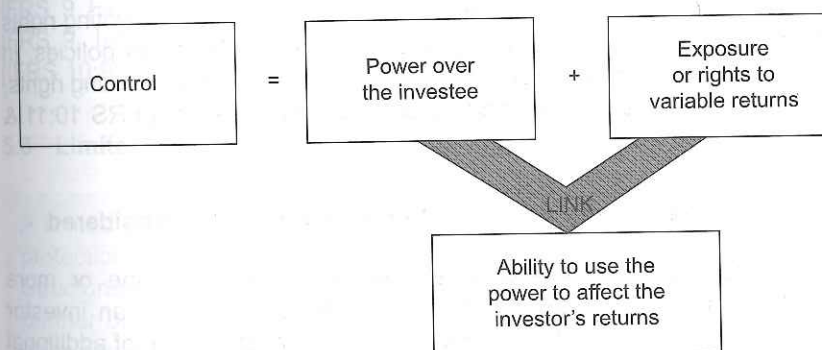 Control
=
Power over
the investee
+
Exposure
or rights to
variable returns
LINK
Ability to use the
power to affect the
investor's returns